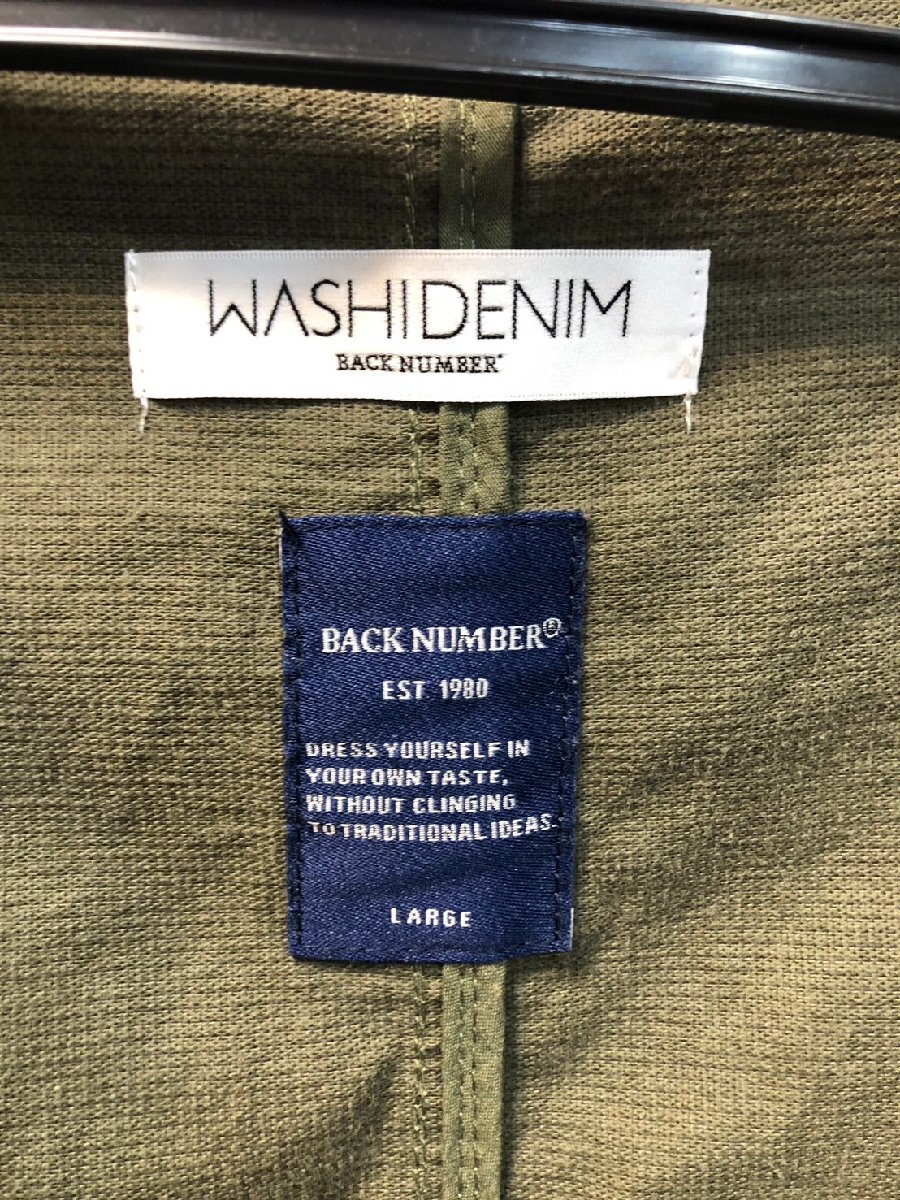 WASHIDENIM
BACK NUMBER
BACK NUMBER®
EST 1980
DRESS YOURSELF IN
YOUR OWN TASTE,
WITHOUT CLINGING
TO TRADITIONAL IDEAS.
LARGE